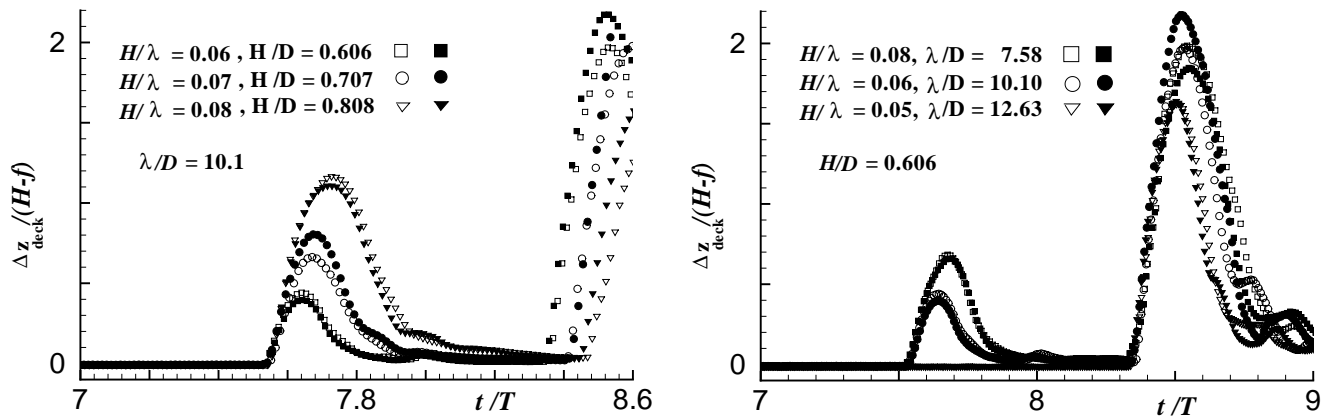 2
H/λ = 0.06 , H/D = 0.606
H/λ = 0.07 , H/D = 0.707
H/λ = 0.08 , H/D = 0.808
λ/D = 10.1
Δz_deck/(H-f)
0
7
7.8
t/T
8.6
2
H/λ = 0.08, λ/D = 7.58
H/λ = 0.06, λ/D = 10.10
H/λ = 0.05, λ/D = 12.63
H/D = 0.606
Δz_deck/(H-f)
0
7
8
t/T
9